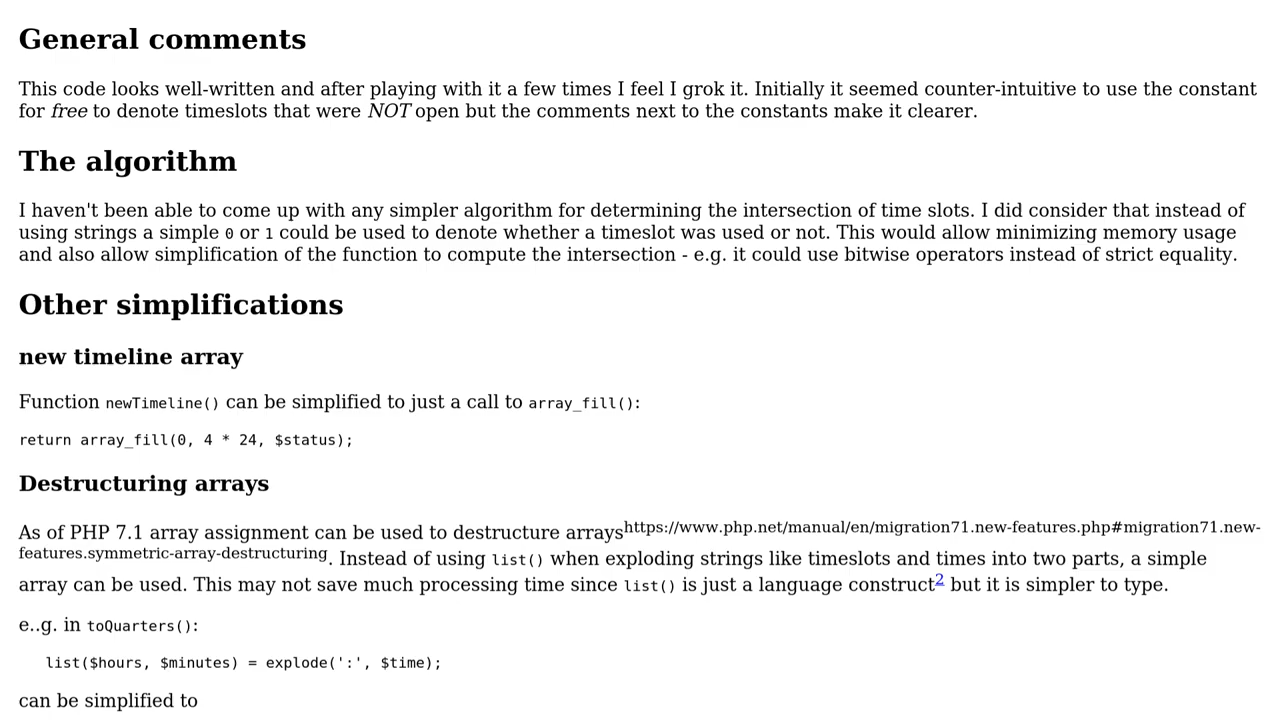 General comments
This code looks well-written and after playing with it a few times I feel I grok it. Initially it seemed counter-intuitive to use the constant
for free to denote timeslots that were NOT open but the comments next to the constants make it clearer.
The algorithm
I haven't been able to come up with any simpler algorithm for determining the intersection of time slots. I did consider that instead of
using strings a simple 0 or 1 could be used to denote whether a timeslot was used or not. This would allow minimizing memory usage
and also allow simplification of the function to compute the intersection - e.g. it could use bitwise operators instead of strict equality.
Other simplifications
new timeline array
Function newTimeline() can be simplified to just a call to array_fill():
return array_fill(0, 4 * 24, $status);
Destructuring arrays
As of PHP 7.1 array assignment can be used to destructure arrayshttps://www.php.net/manual/en/migration71.new-features.php#migration71.new-
features.symmetric-array-destructuring. Instead of using list() when exploding strings like timeslots and times into two parts, a simple
array can be used. This may not save much processing time since list() is just a language construct2 but it is simpler to type.
e..g. in toQuarters():
list($hours, $minutes) = explode(':', $time);
can be simplified to